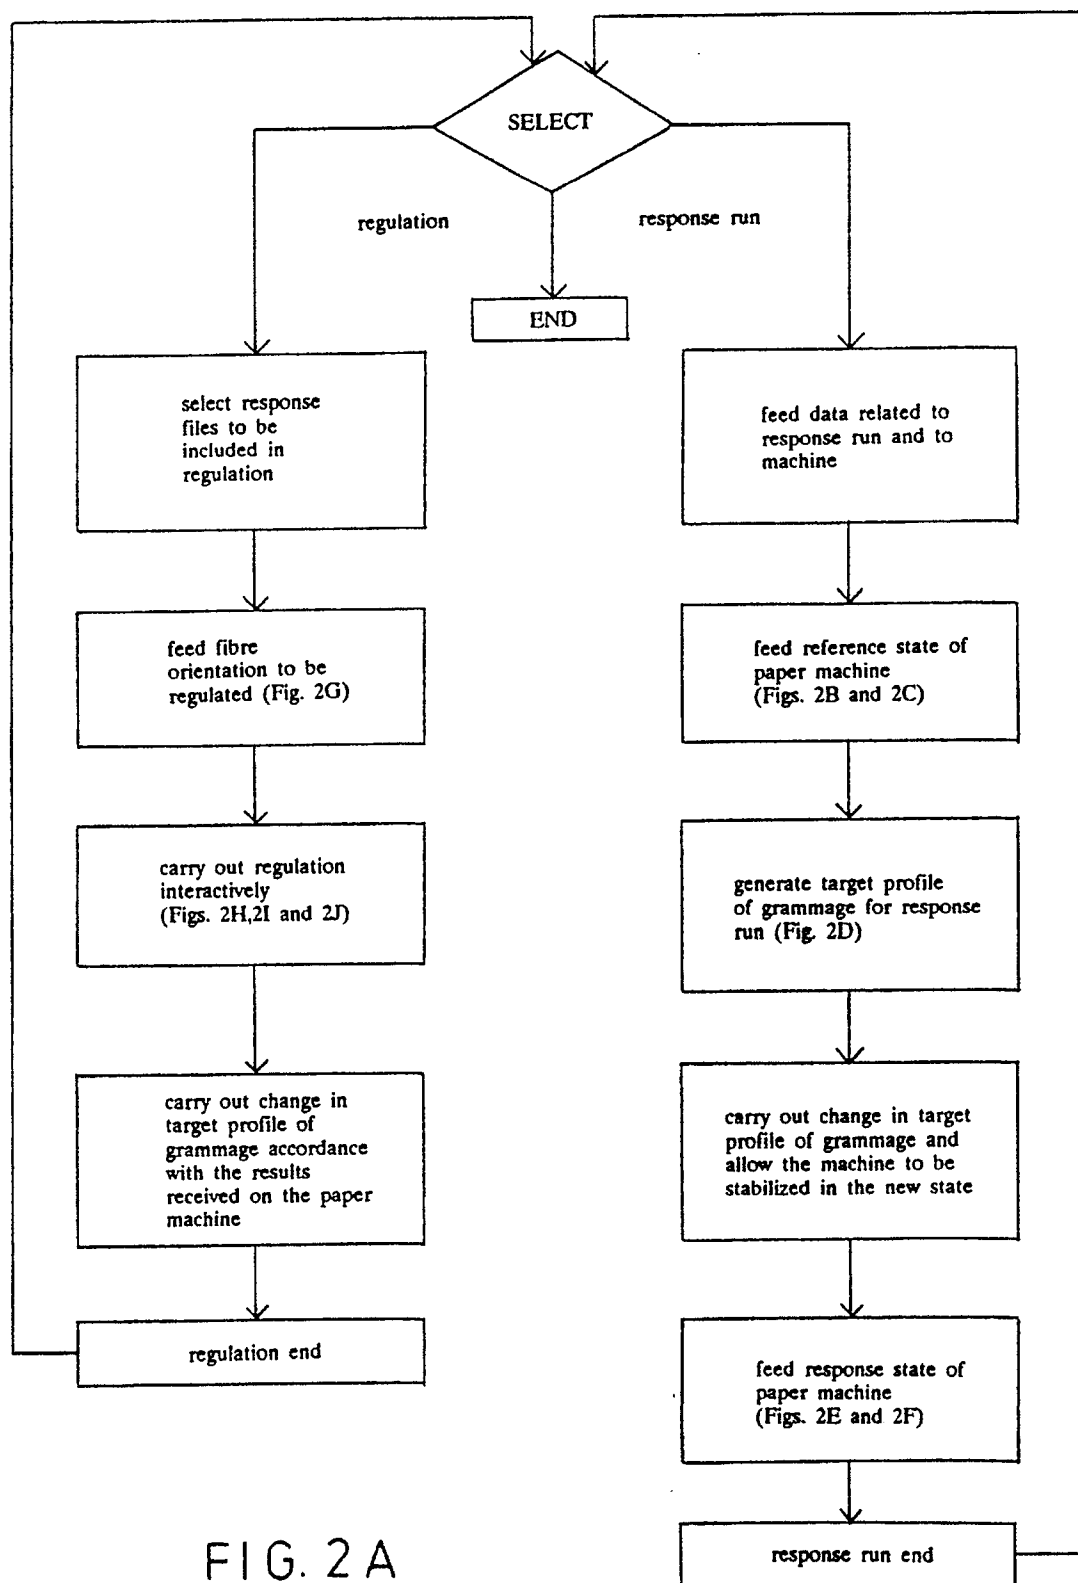 SELECT
regulation
response run
END
select response
files to be
included in
regulation
feed fibre
orientation to be
regulated (Fig. 2G)
carry out regulation
interactively
(Figs. 2H,2I and 2J)
carry out change in
target profile of
grammage accordance
with the results
received on the paper
machine
regulation end
feed data related to
response run and to
machine
feed reference state of
paper machine
(Figs. 2B and 2C)
generate target profile
of grammage for response
run (Fig. 2D)
carry out change in target
profile of grammage and
allow the machine to be
stabilized in the new state
feed response state of
paper machine
(Figs. 2E and 2F)
response run end
FIG. 2A